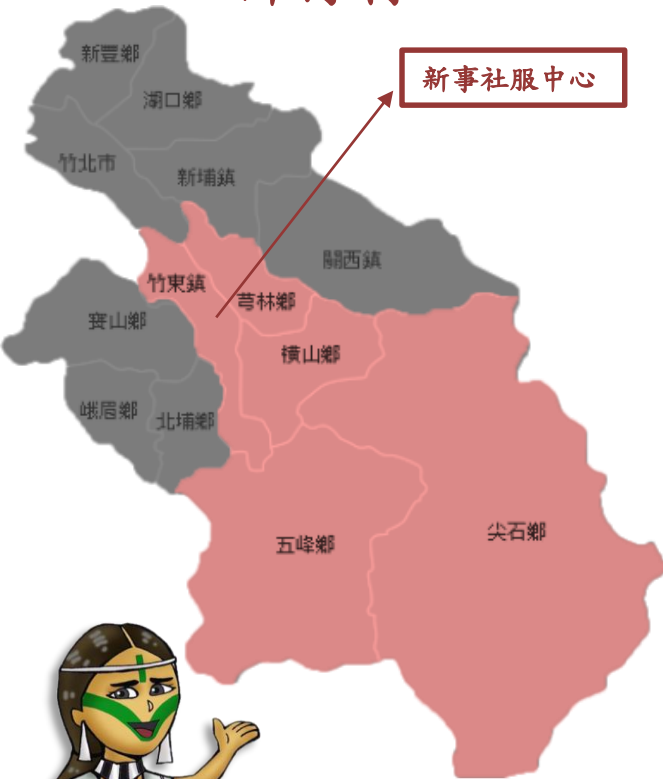 新事社服中心
新豐鄉
湖口鄉
竹北市
新埔鎮
關西鎮
竹東鎮
芎林鄉
寶山鄉
橫山鄉
峨眉鄉
北埔鄉
五峰鄉
尖石鄉